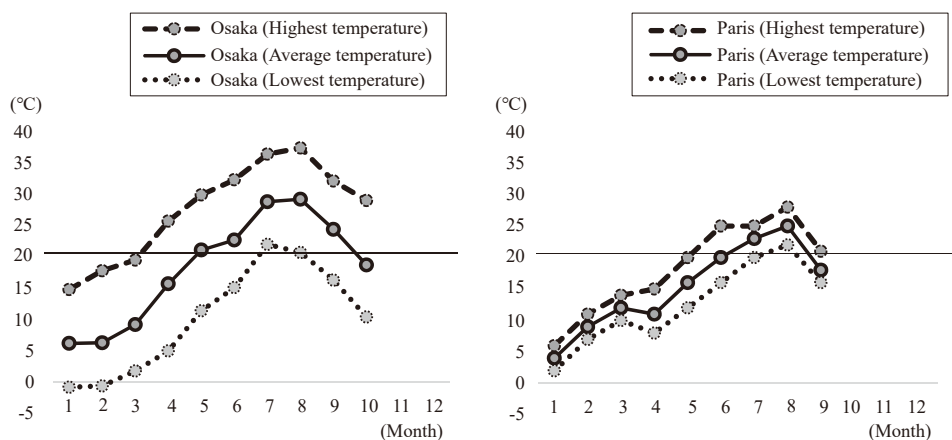 Osaka (Highest temperature)
Osaka (Average temperature)
Osaka (Lowest temperature)
(℃)
40
35
30
25
20
15
10
5
0
-5
1 2 3 4 5 6 7 8 9 10 11 12
(Month)
Paris (Highest temperature)
Paris (Average temperature)
Paris (Lowest temperature)
(℃)
40
35
30
25
20
15
10
5
0
-5
1 2 3 4 5 6 7 8 9 10 11 12
(Month)